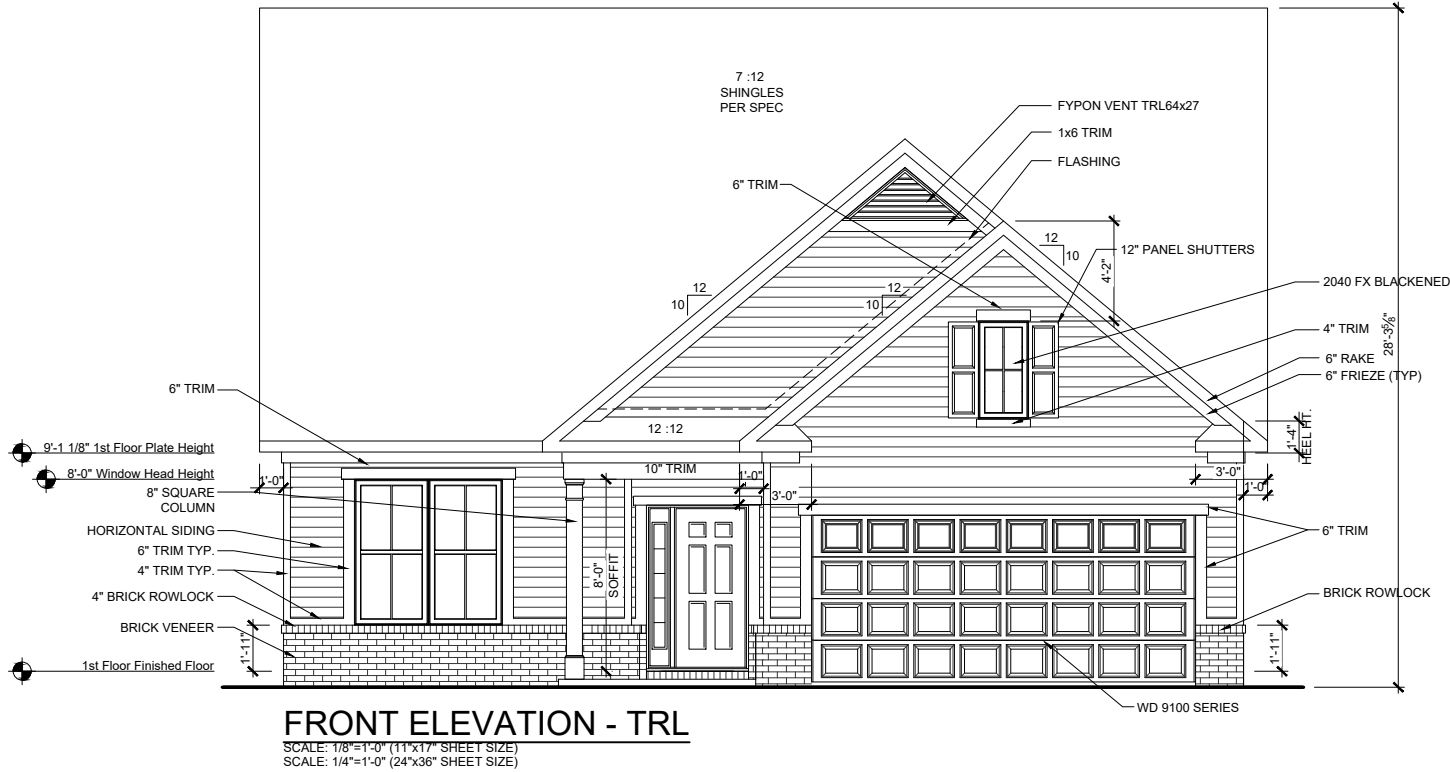 7 :12
SHINGLES
PER SPEC
FYPON VENT TRL64x27
1x6 TRIM
FLASHING
6" TRIM
12
10
12" PANEL SHUTTERS
4'-2"
12
10
12
10
2040 FX BLACKENED
28'-3⅝"
4" TRIM
6" RAKE
6" FRIEZE (TYP)
6" TRIM
12 :12
1'-4"
HEEL HT.
9'-1 1/8" 1st Floor Plate Height
8'-0" Window Head Height
1'-0"
10" TRIM
1'-0"
3'-0"
3'-0"
1'-0"
8" SQUARE
COLUMN
HORIZONTAL SIDING
6" TRIM TYP.
4" TRIM TYP.
4" BRICK ROWLOCK
BRICK VENEER
8'-0"
SOFFIT
6" TRIM
BRICK ROWLOCK
1'-11"
1'-11"
1st Floor Finished Floor
WD 9100 SERIES
FRONT ELEVATION - TRL
SCALE: 1/8"=1'-0" (11"x17" SHEET SIZE)
SCALE: 1/4"=1'-0" (24"x36" SHEET SIZE)